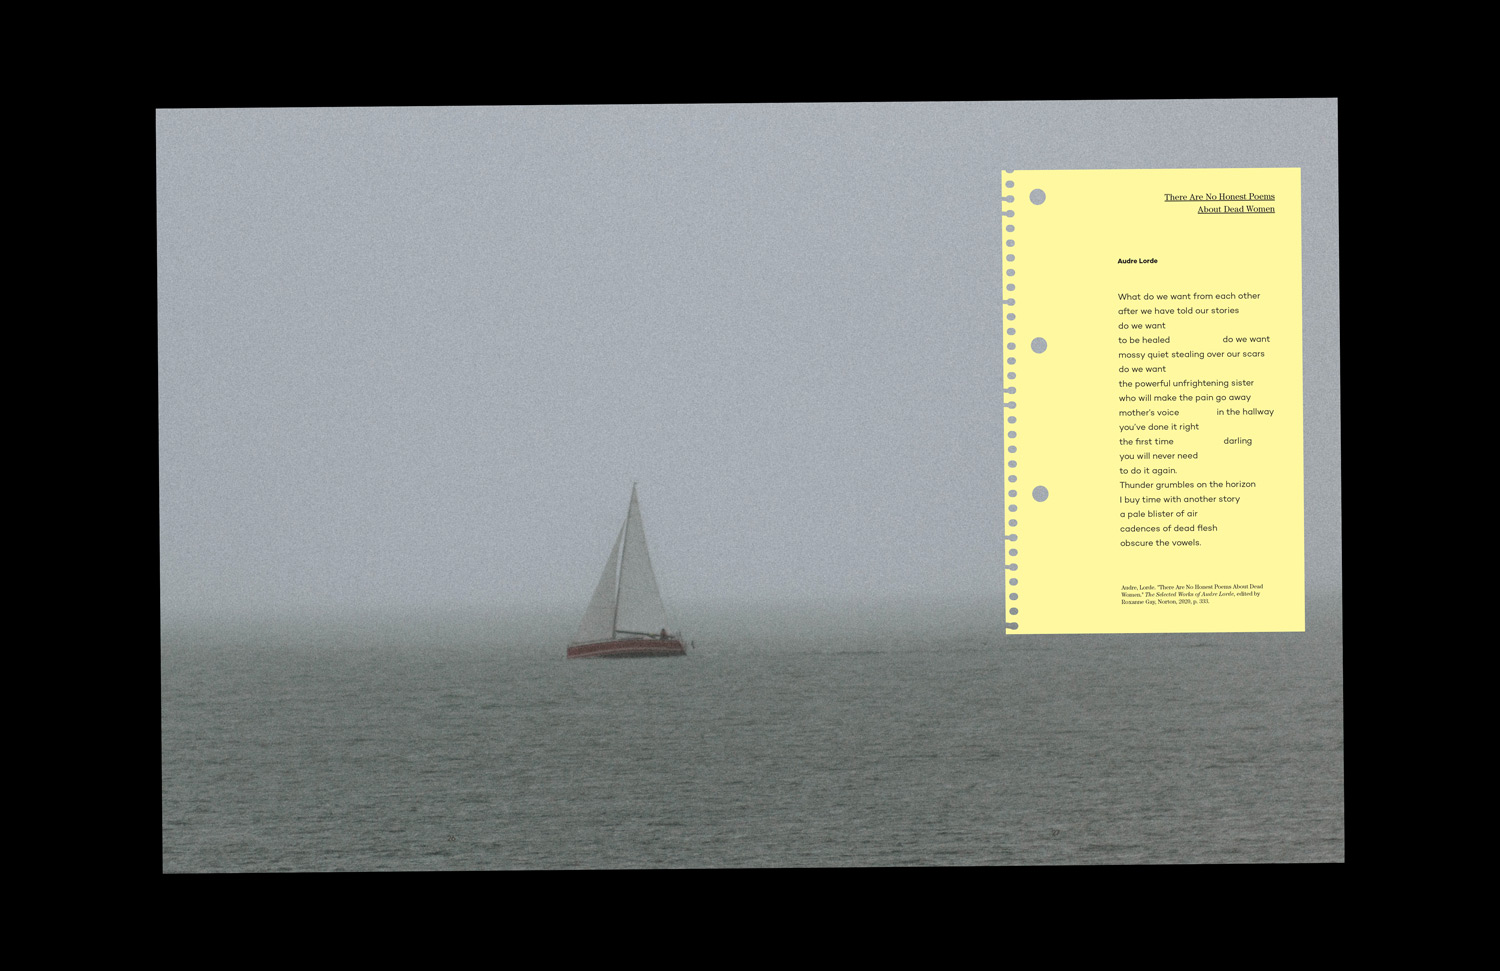 There Are No Honest Poems
About Dead Women
Audre Lorde
What do we want from each other
after we have told our stories
do we want
to be healed do we want
mossy quiet stealing over our scars
do we want
the powerful unfrightening sister
who will make the pain go away
mother's voice in the hallway
you've done it right
the first time darling
you will never need
to do it again.
Thunder grumbles on the horizon
I buy time with another story
a pale blister of air
cadences of dead flesh
obscure the vowels.
Audre, Lorde. "There Are No Honest Poems About Dead
Women." The Selected Works of Audre Lorde, edited by
Roxanne Gay, Norton, 2020, p. 333.
26
27